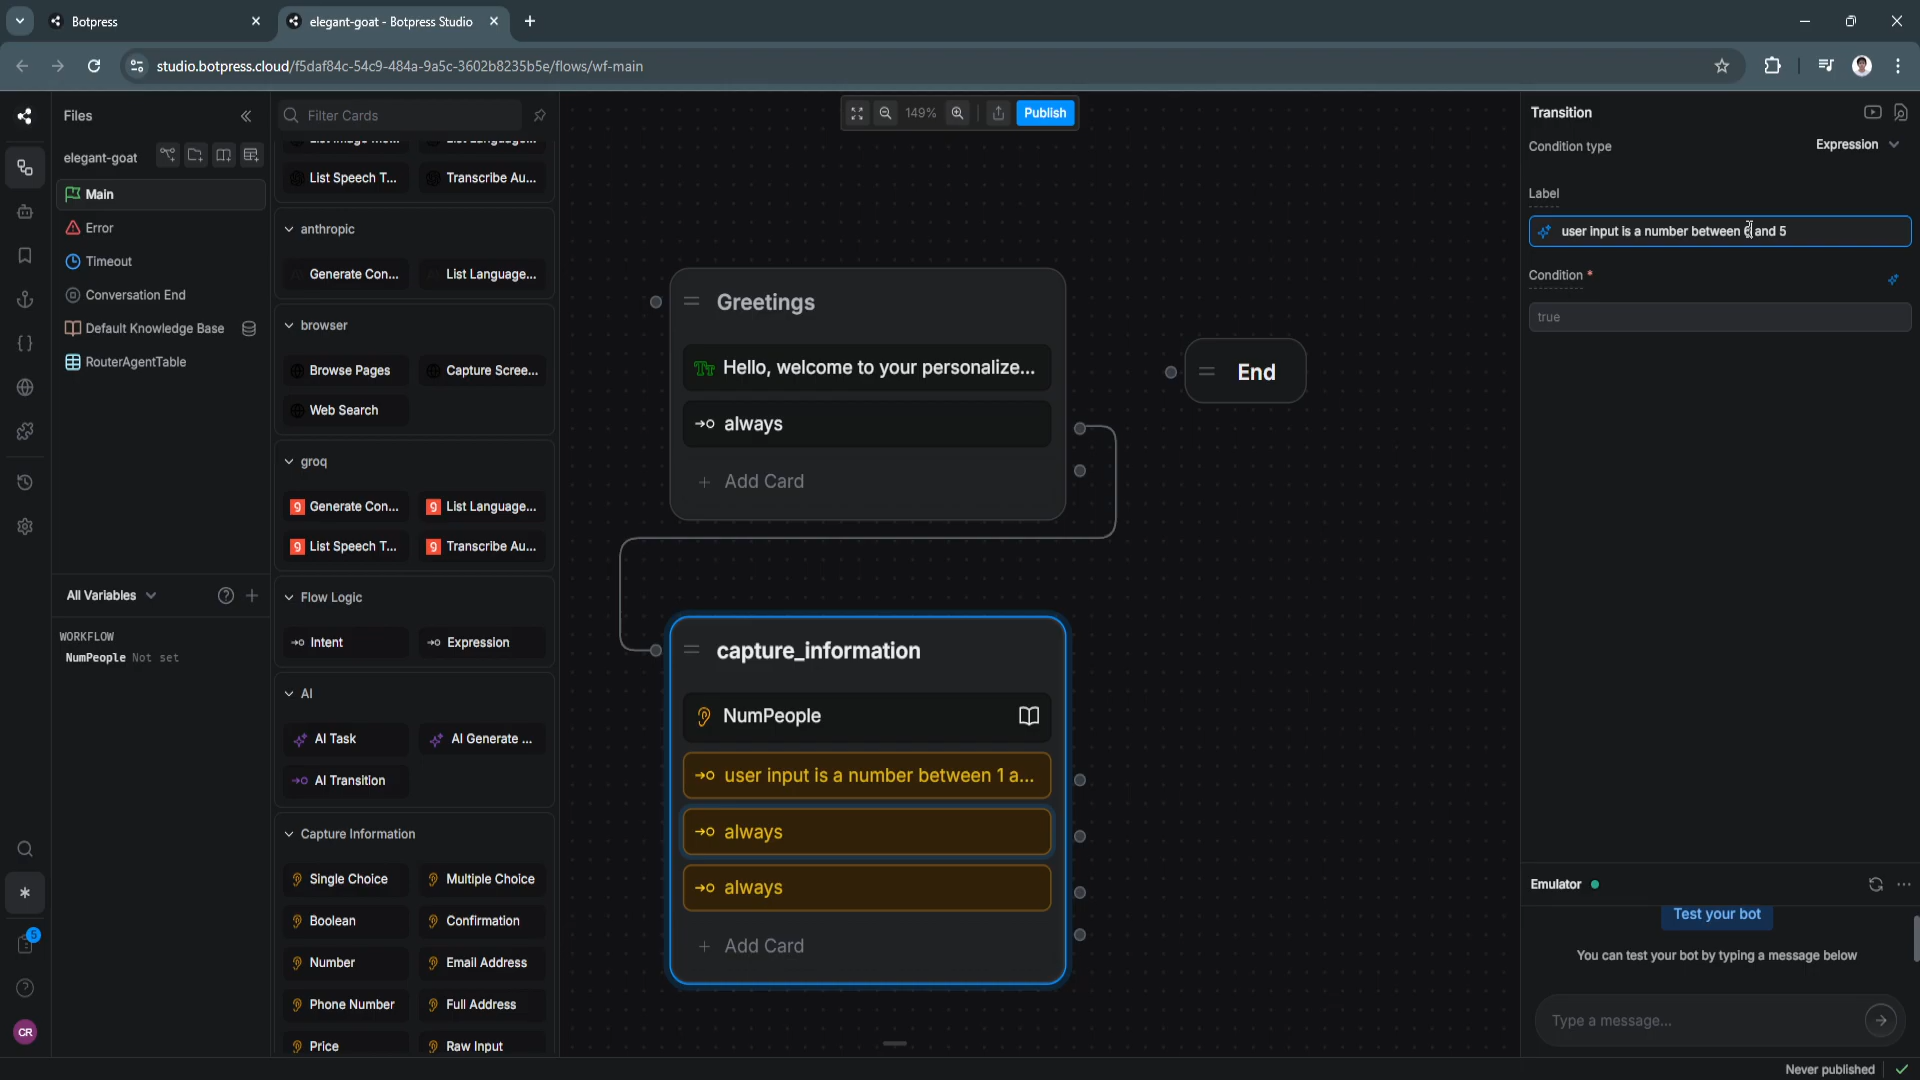 Botpress
elegant-goat - Botpress Studio
studio.botpress.cloud/f5daf84c-54c9-484a-9a5c-3602b8235b5e/flows/wf-main
Files
elegant-goat
Main
Error
Timeout
Conversation End
Default Knowledge Base
RouterAgentTable
All Variables
WORKFLOW
NumPeople Not set
5
CR
Filter Cards
List Speech T...
Transcribe Au...
anthropic
Generate Con...
List Language...
browser
Browse Pages
Capture Scree...
Web Search
groq
Generate Con...
List Language...
List Speech T...
Transcribe Au...
Flow Logic
Intent
Expression
AI
AI Task
AI Generate ...
AI Transition
Capture Information
Single Choice
Multiple Choice
Boolean
Confirmation
Number
Email Address
Phone Number
Full Address
Price
Raw Input
149%
Publish
Greetings
Hello, welcome to your personalize...
always
+ Add Card
End
capture_information
NumPeople
user input is a number between 1 a...
always
always
+ Add Card
Transition
Condition type
Expression
Label
user input is a number between 6 and 5
Condition *
true
Emulator
Test your bot
You can test your bot by typing a message below
Type a message...
Never published